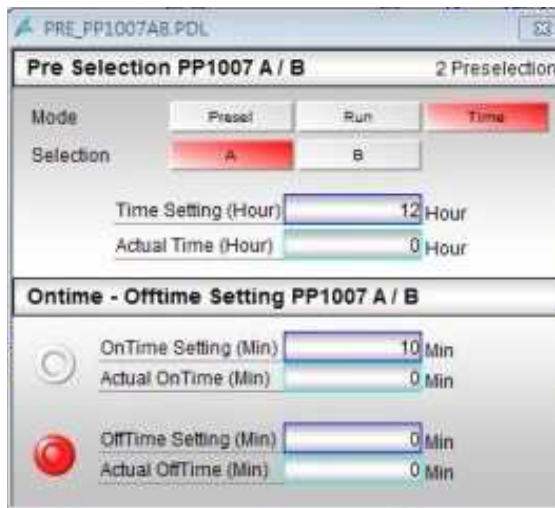 PRE_PP1007AB.PDL
Pre Selection PP1007 A / B 2 Preselection
Mode Presel Run Time
Selection A B
Time Setting (Hour) 12 Hour
Actual Time (Hour) 0 Hour
Ontime - Offtime Setting PP1007 A / B
OnTime Setting (Min) 10 Min
Actual OnTime (Min) 0 Min
OffTime Setting (Min) 0 Min
Actual OffTime (Min) 0 Min